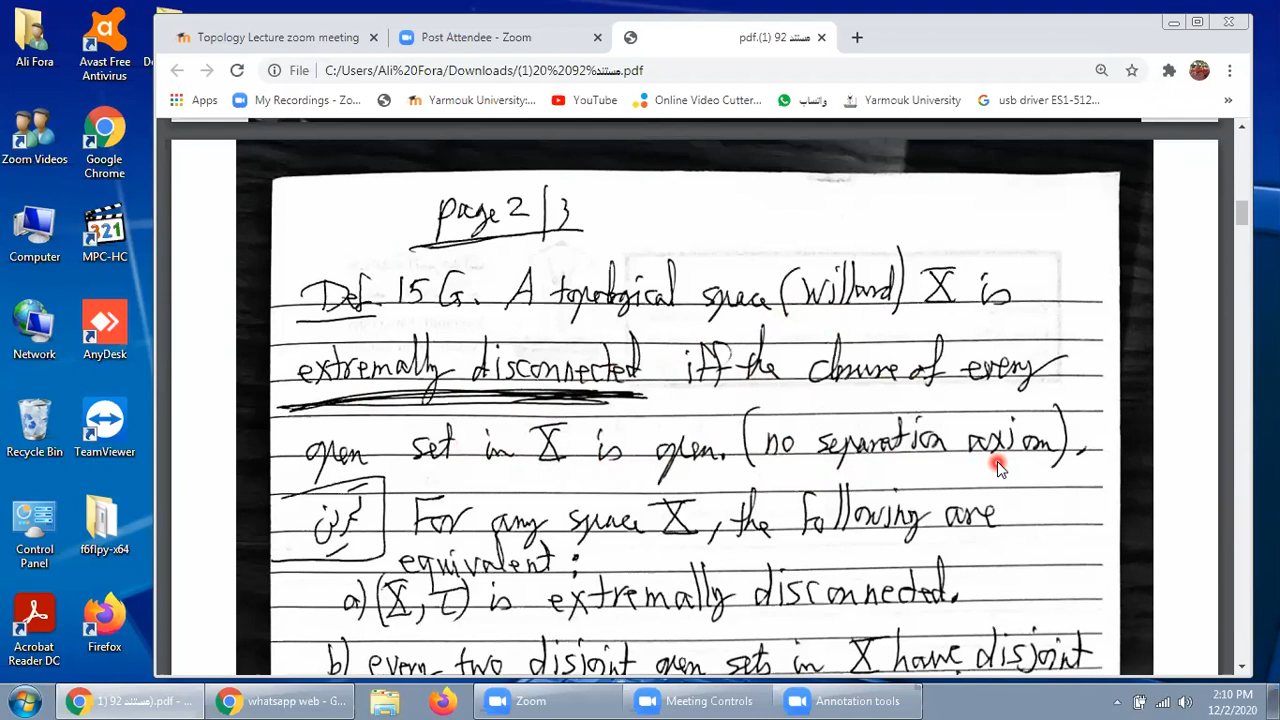 Topology Lecture zoom meeting
Post Attendee - Zoom
مستند 92 (1).pdf
File
C:/Users/Ali%20Fora/Downloads/(1)%20%92مستند.pdf
Apps
My Recordings - Zo...
Yarmouk University:...
YouTube
Online Video Cutter...
واتساب
Yarmouk University
usb driver ES1-512...
»
Ali Fora
Avast Free
Antivirus
Zoom Videos
Google
Chrome
Computer
MPC-HC
Network
AnyDesk
Recycle Bin
TeamViewer
Control
Panel
f6flpy-x64
Acrobat
Reader DC
Firefox
page 2 | 3
Def. 15 G. A topological space (Willard) X is
extremally disconnected iff the closure of every
open set in X is open. (no separation axiom).
تمرين For any space X, the following are
equivalent:
a) (X, τ) is extremally disconnected.
b) every two disjoint open sets in X have disjoint
1) 92 مستند).pdf - ...
whatsapp web - G...
Zoom
Meeting Controls
Annotation tools
2:10 PM
12/2/2020